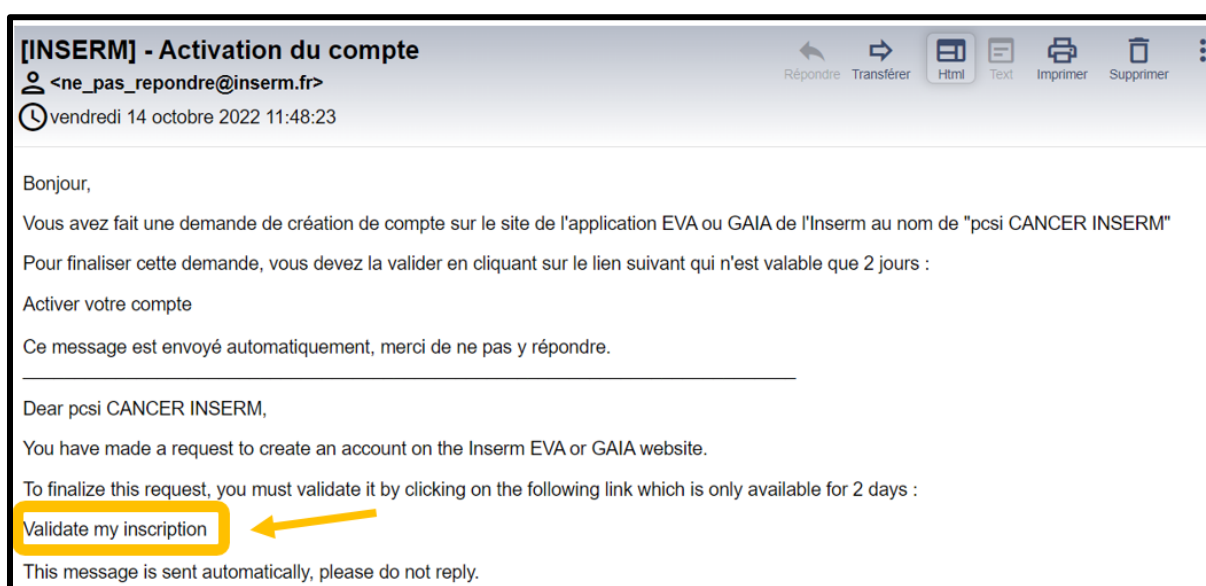 [INSERM] - Activation du compte
<ne_pas_repondre@inserm.fr>
vendredi 14 octobre 2022 11:48:23
Répondre Transférer Html Text Imprimer Supprimer
Bonjour,
Vous avez fait une demande de création de compte sur le site de l'application EVA ou GAIA de l'Inserm au nom de "pcsi CANCER INSERM"
Pour finaliser cette demande, vous devez la valider en cliquant sur le lien suivant qui n'est valable que 2 jours :
Activer votre compte
Ce message est envoyé automatiquement, merci de ne pas y répondre.
Dear pcsi CANCER INSERM,
You have made a request to create an account on the Inserm EVA or GAIA website.
To finalize this request, you must validate it by clicking on the following link which is only available for 2 days :
Validate my inscription
This message is sent automatically, please do not reply.